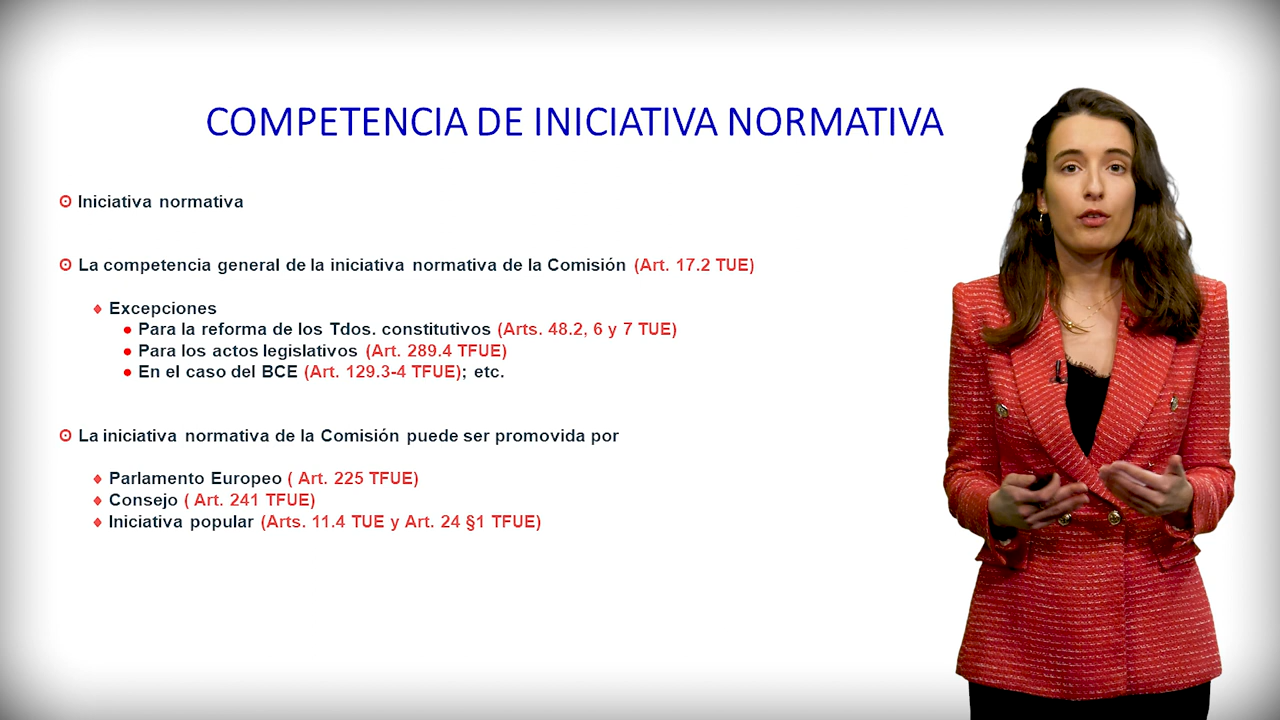 COMPETENCIA DE INICIATIVA NORMATIVA
Iniciativa normativa
La competencia general de la iniciativa normativa de la Comisión (Art. 17.2 TUE)
Excepciones
Para la reforma de los Tdos. constitutivos (Arts. 48.2, 6 y 7 TUE)
Para los actos legislativos (Art. 289.4 TFUE)
En el caso del BCE (Art. 129.3-4 TFUE); etc.
La iniciativa normativa de la Comisión puede ser promovida por
Parlamento Europeo ( Art. 225 TFUE)
Consejo ( Art. 241 TFUE)
Iniciativa popular (Arts. 11.4 TUE y Art. 24 §1 TFUE)